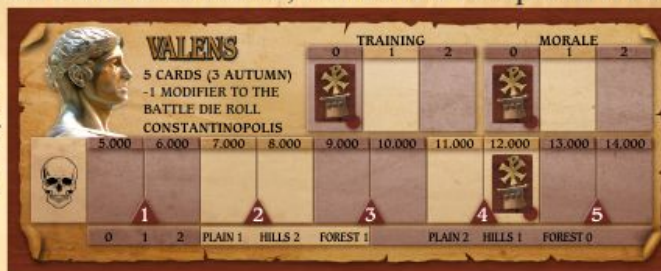 VALENS
5 CARDS (3 AUTUMN)
-1 MODIFIER TO THE
BATTLE DIE ROLL
CONSTANTINOPOLIS
TRAINING
0 1 2
MORALE
0 1 2
5.000 6.000 7.000 8.000 9.000 10.000 11.000 12.000 13.000 14.000
1 2 3 4 5
0 1 2 PLAIN 1 HILLS 2 FOREST 1 PLAIN 2 HILLS 1 FOREST 0